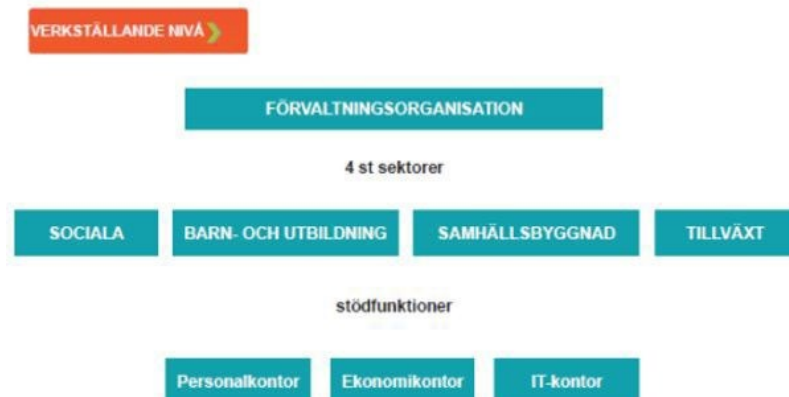 VERKSTÄLLANDE NIVÅ
FÖRVALTNINGSORGANISATION
4 st sektorer
SOCIALA BARN- OCH UTBILDNING SAMHÄLLSBYGGNAD TILLVÄXT
stödfunktioner
Personalkontor Ekonomikontor IT-kontor